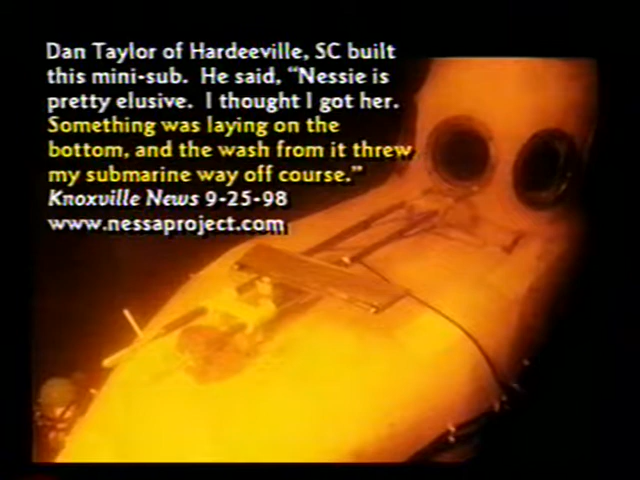 Dan Taylor of Hardeeville, SC built
this mini-sub. He said, “Nessie is
pretty elusive. I thought I got her.
Something was laying on the
bottom, and the wash from it threw
my submarine way off course.”
Knoxville News 9-25-98
www.nessaproject.com